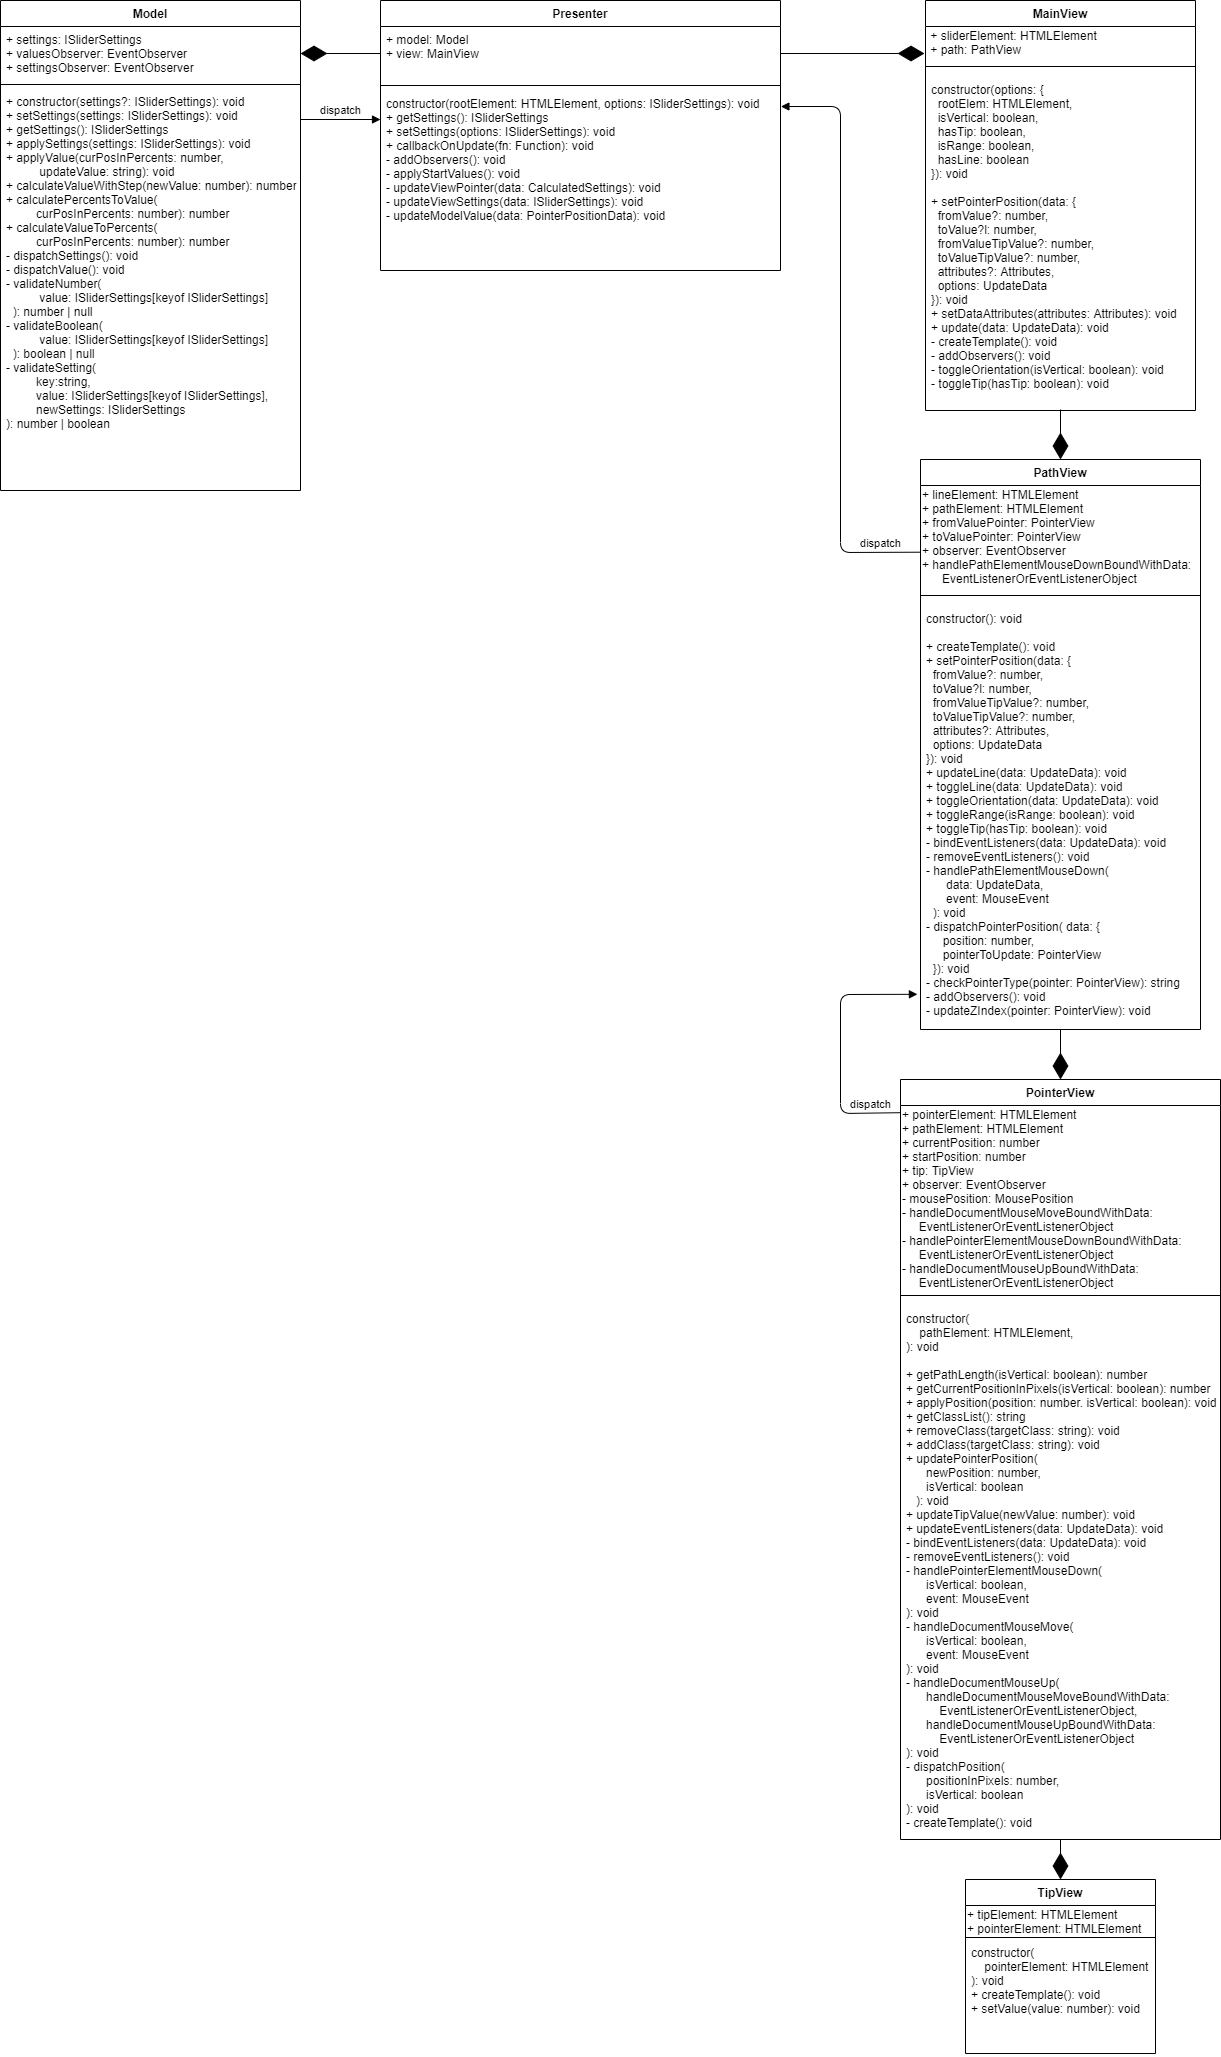 Model
+ settings: ISliderSettings
+ valuesObserver: EventObserver
+ settingsObserver: EventObserver
+ constructor(settings?: ISliderSettings): void
+ setSettings(settings: ISliderSettings): void
+ getSettings(): ISliderSettings
+ applySettings(settings: ISliderSettings): void
+ applyValue(curPosInPercents: number,
updateValue: string): void
+ calculateValueWithStep(newValue: number): number
+ calculatePercentsToValue(
curPosInPercents: number): number
+ calculateValueToPercents(
curPosInPercents: number): number
- dispatchSettings(): void
- dispatchValue(): void
- validateNumber(
value: ISliderSettings[keyof ISliderSettings]
): number | null
- validateBoolean(
value: ISliderSettings[keyof ISliderSettings]
): boolean | null
- validateSetting(
key:string,
value: ISliderSettings[keyof ISliderSettings],
newSettings: ISliderSettings
): number | boolean
dispatch
Presenter
+ model: Model
+ view: MainView
constructor(rootElement: HTMLElement, options: ISliderSettings): void
+ getSettings(): ISliderSettings
+ setSettings(options: ISliderSettings): void
+ callbackOnUpdate(fn: Function): void
- addObservers(): void
- applyStartValues(): void
- updateViewPointer(data: CalculatedSettings): void
- updateViewSettings(data: ISliderSettings): void
- updateModelValue(data: PointerPositionData): void
MainView
+ sliderElement: HTMLElement
+ path: PathView
constructor(options: {
rootElem: HTMLElement,
isVertical: boolean,
hasTip: boolean,
isRange: boolean,
hasLine: boolean
}): void
+ setPointerPosition(data: {
fromValue?: number,
toValue?l: number,
fromValueTipValue?: number,
toValueTipValue?: number,
attributes?: Attributes,
options: UpdateData
}): void
+ setDataAttributes(attributes: Attributes): void
+ update(data: UpdateData): void
- createTemplate(): void
- addObservers(): void
- toggleOrientation(isVertical: boolean): void
- toggleTip(hasTip: boolean): void
PathView
+ lineElement: HTMLElement
+ pathElement: HTMLElement
+ fromValuePointer: PointerView
+ toValuePointer: PointerView
+ observer: EventObserver
+ handlePathElementMouseDownBoundWithData:
EventListenerOrEventListenerObject
dispatch
constructor(): void
+ createTemplate(): void
+ setPointerPosition(data: {
fromValue?: number,
toValue?l: number,
fromValueTipValue?: number,
toValueTipValue?: number,
attributes?: Attributes,
options: UpdateData
}): void
+ updateLine(data: UpdateData): void
+ toggleLine(data: UpdateData): void
+ toggleOrientation(data: UpdateData): void
+ toggleRange(isRange: boolean): void
+ toggleTip(hasTip: boolean): void
- bindEventListeners(data: UpdateData): void
- removeEventListeners(): void
- handlePathElementMouseDown(
data: UpdateData,
event: MouseEvent
): void
- dispatchPointerPosition( data: {
position: number,
pointerToUpdate: PointerView
}): void
- checkPointerType(pointer: PointerView): string
- addObservers(): void
- updateZIndex(pointer: PointerView): void
PointerView
dispatch
+ pointerElement: HTMLElement
+ pathElement: HTMLElement
+ currentPosition: number
+ startPosition: number
+ tip: TipView
+ observer: EventObserver
- mousePosition: MousePosition
- handleDocumentMouseMoveBoundWithData:
EventListenerOrEventListenerObject
- handlePointerElementMouseDownBoundWithData:
EventListenerOrEventListenerObject
- handleDocumentMouseUpBoundWithData:
EventListenerOrEventListenerObject
constructor(
pathElement: HTMLElement,
): void
+ getPathLength(isVertical: boolean): number
+ getCurrentPositionInPixels(isVertical: boolean): number
+ applyPosition(position: number. isVertical: boolean): void
+ getClassList(): string
+ removeClass(targetClass: string): void
+ addClass(targetClass: string): void
+ updatePointerPosition(
newPosition: number,
isVertical: boolean
): void
+ updateTipValue(newValue: number): void
+ updateEventListeners(data: UpdateData): void
- bindEventListeners(data: UpdateData): void
- removeEventListeners(): void
- handlePointerElementMouseDown(
isVertical: boolean,
event: MouseEvent
): void
- handleDocumentMouseMove(
isVertical: boolean,
event: MouseEvent
): void
- handleDocumentMouseUp(
handleDocumentMouseMoveBoundWithData:
EventListenerOrEventListenerObject,
handleDocumentMouseUpBoundWithData:
EventListenerOrEventListenerObject
): void
- dispatchPosition(
positionInPixels: number,
isVertical: boolean
): void
- createTemplate(): void
TipView
+ tipElement: HTMLElement
+ pointerElement: HTMLElement
constructor(
pointerElement: HTMLElement
): void
+ createTemplate(): void
+ setValue(value: number): void